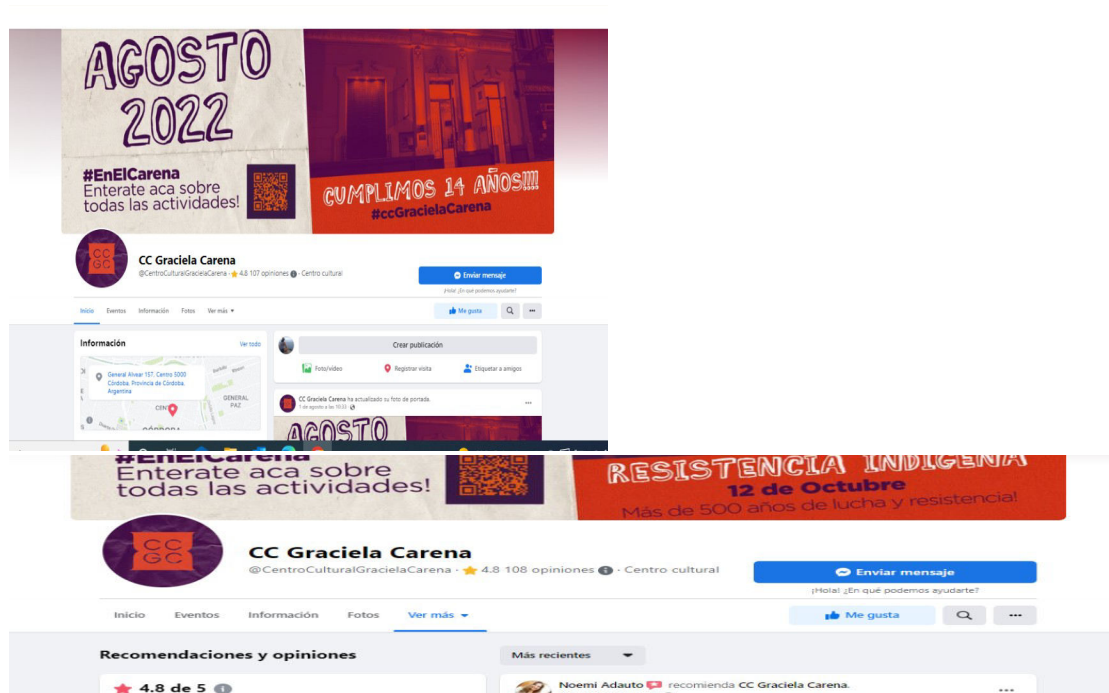 AGOSTO
2022
#EnElCarena
Enterate aca sobre
todas las actividades!
CUMPLIMOS 14 AÑOS!!!!
#ccGracielaCarena
CC
GC
CC Graciela Carena
@CentroCulturalGracielaCarena · 4.8 107 opiniones · Centro cultural
Enviar mensaje
¡Hola! ¿En qué podemos ayudarte?
Inicio Eventos Información Fotos Ver más
Me gusta
Información Ver todo
General Alvear 157, Centro 5000
Córdoba, Provincia de Córdoba,
Argentina
GENERAL
PAZ
Crear publicación
Foto/video Registrar visita Etiquetar a amigos
CC Graciela Carena ha actualizado su foto de portada.
1 de agosto a las 19:33
AGOSTO
#EnElCarena
Enterate aca sobre
todas las actividades!
RESISTENCIA INDIGENA
12 de Octubre
Más de 500 años de lucha y resistencia!
CC
GC
CC Graciela Carena
@CentroCulturalGracielaCarena · 4.8 108 opiniones · Centro cultural
Enviar mensaje
¡Hola! ¿En qué podemos ayudarte?
Inicio Eventos Información Fotos Ver más
Me gusta
Recomendaciones y opiniones
Más recientes
4.8 de 5
Noemi Adauto recomienda CC Graciela Carena.